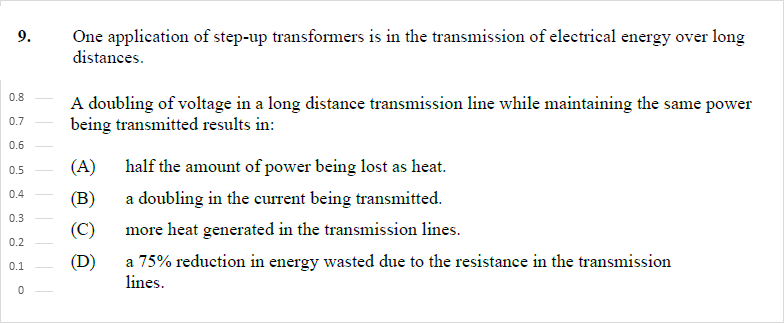 9. One application of step-up transformers is in the transmission of electrical energy over long
distances.
0.8
A doubling of voltage in a long distance transmission line while maintaining the same power
0.7
being transmitted results in:
0.6
0.5
(A) half the amount of power being lost as heat.
0.4
(B) a doubling in the current being transmitted.
0.3
(C) more heat generated in the transmission lines.
0.2
0.1
(D) a 75% reduction in energy wasted due to the resistance in the transmission
lines.
0